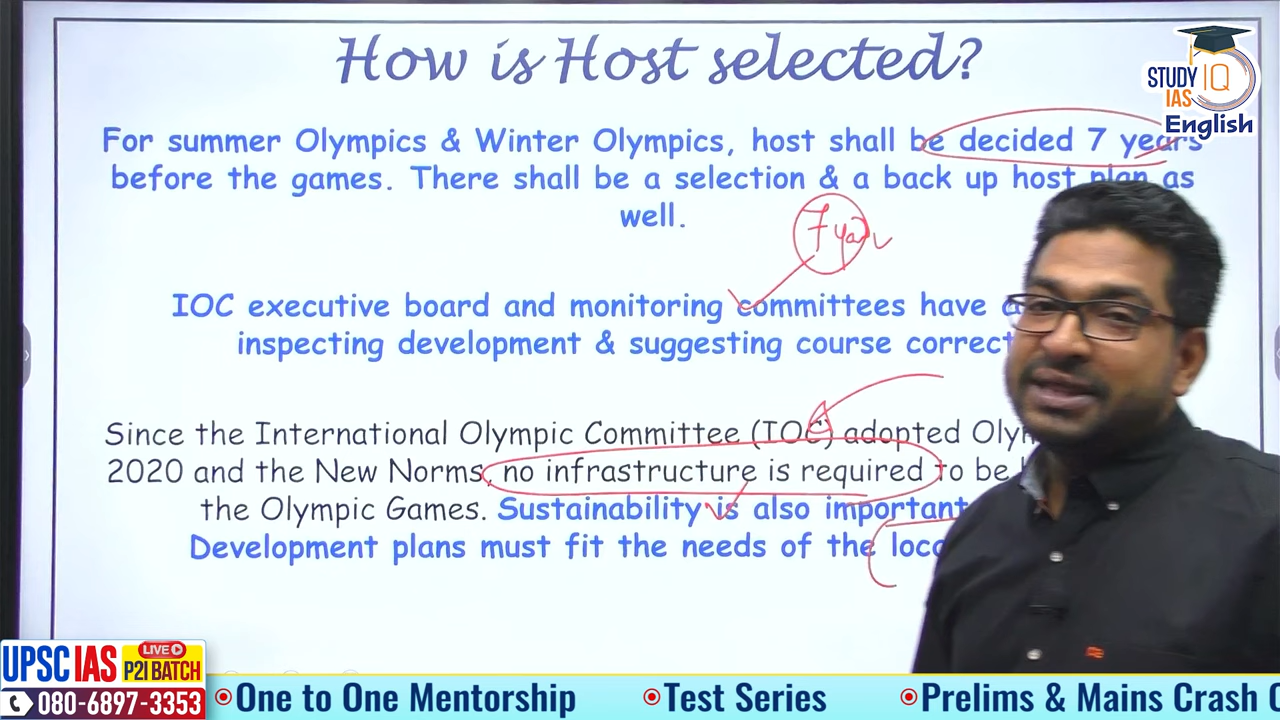 How is Host selected?
STUDY IQ
IAS
English
For summer Olympics & Winter Olympics, host shall be decided 7 years
before the games. There shall be a selection & a back up host plan as
well.
7
IOC executive board and monitoring committees have
inspecting development & suggesting course correct
Since the International Olympic Committee (IOC) adopted Olym
2020 and the New Norms, no infrastructure is required to be
the Olympic Games. Sustainability is also important
Development plans must fit the needs of the loca
UPSC IAS LIVE P2I BATCH
080-6897-3353
One to One Mentorship Test Series Prelims & Mains Crash C